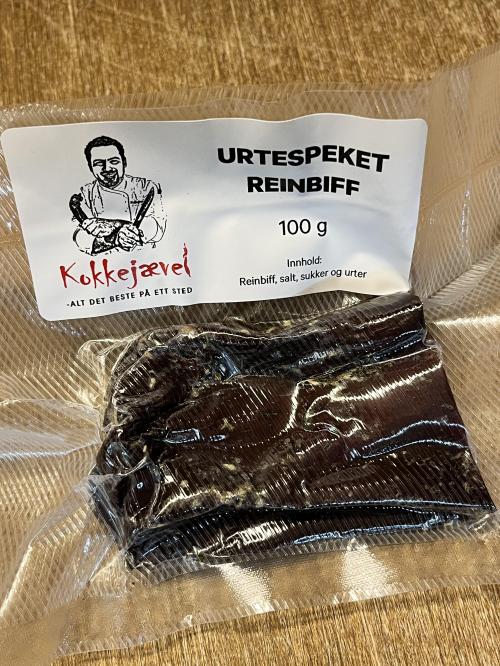 URTESPEKET
REINBIFF
100 g
Innhold:
Reinbiff, salt, sukker og urter
Kokkejævel
-ALT DET BESTE PÅ ETT STED